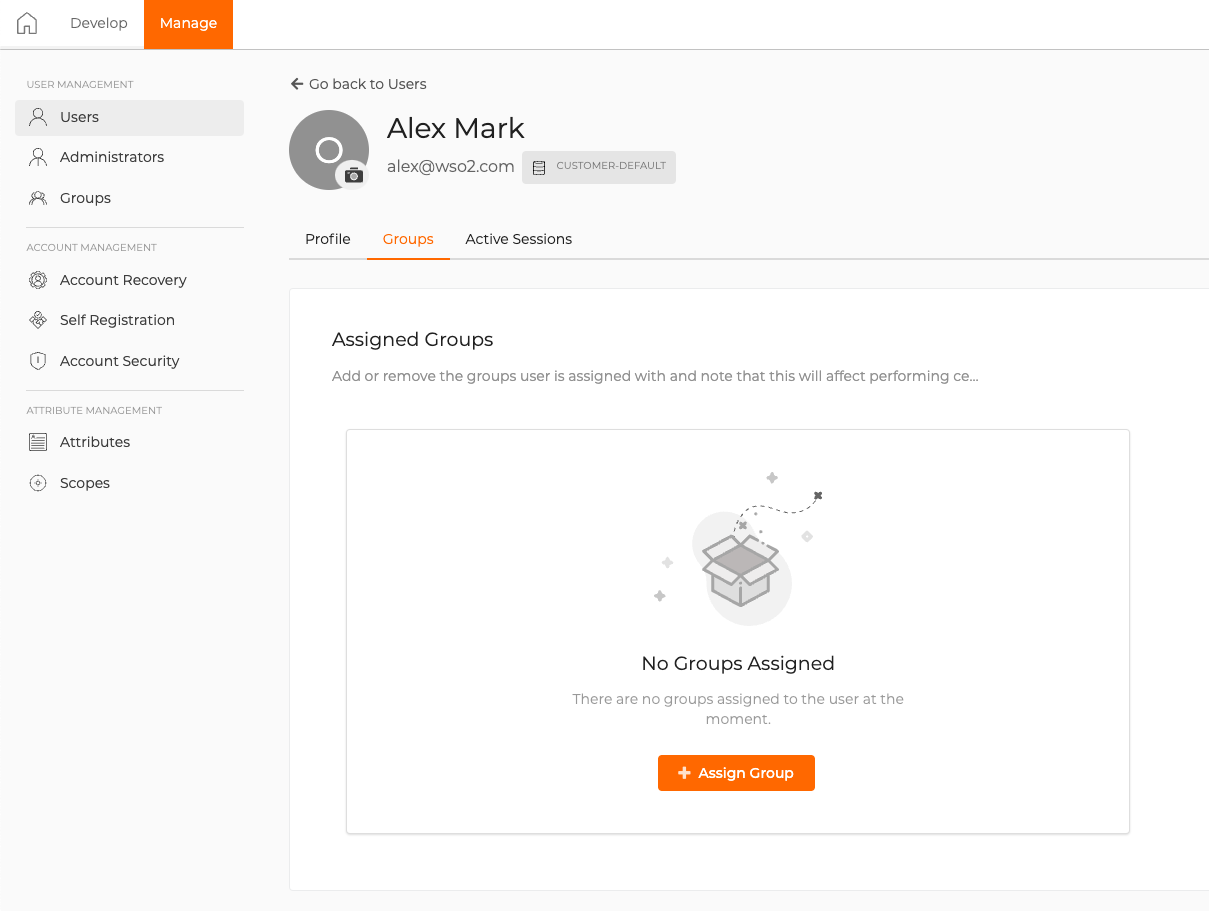 Develop
Manage
USER MANAGEMENT
Users
Administrators
Groups
ACCOUNT MANAGEMENT
Account Recovery
Self Registration
Account Security
ATTRIBUTE MANAGEMENT
Attributes
Scopes
Go back to Users
O
Alex Mark
alex@wso2.com
CUSTOMER-DEFAULT
Profile
Groups
Active Sessions
Assigned Groups
Add or remove the groups user is assigned with and note that this will affect performing ce...
No Groups Assigned
There are no groups assigned to the user at the
moment.
Assign Group